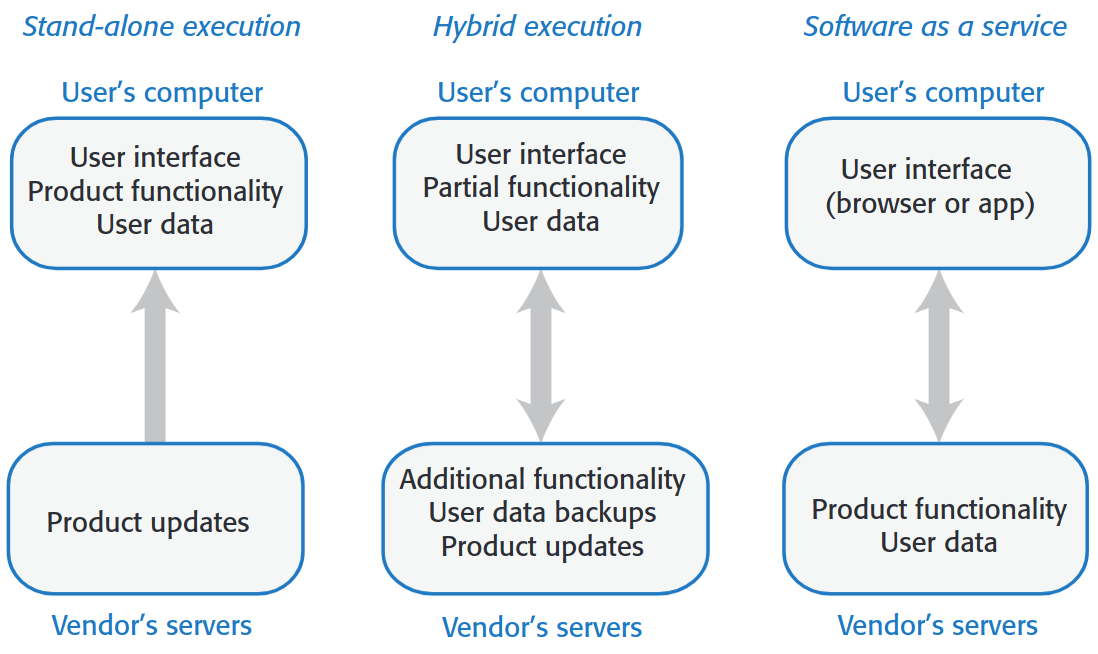 Stand-alone execution
User's computer
User interface
Product functionality
User data
Product updates
Vendor's servers
Hybrid execution
User's computer
User interface
Partial functionality
User data
Additional functionality
User data backups
Product updates
Vendor's servers
Software as a service
User's computer
User interface
(browser or app)
Product functionality
User data
Vendor's servers